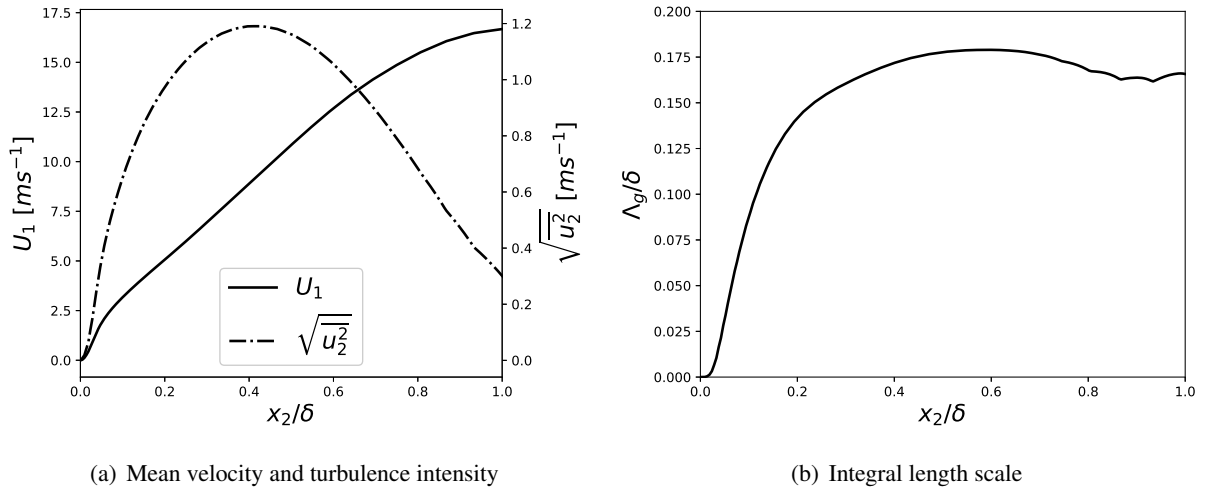 17.5
15.0
12.5
10.0
7.5
5.0
2.5
0.0
U₁ [ms⁻¹]
0.0 0.2 0.4 0.6 0.8 1.0
x₂/δ
1.2
1.0
0.8
0.6
0.4
0.2
0.0
√u̅₂²̅ [ms⁻¹]
U₁
√u̅₂²̅
(a) Mean velocity and turbulence intensity
0.200
0.175
0.150
0.125
0.100
0.075
0.050
0.025
0.000
Λg/δ
0.0 0.2 0.4 0.6 0.8 1.0
x₂/δ
(b) Integral length scale